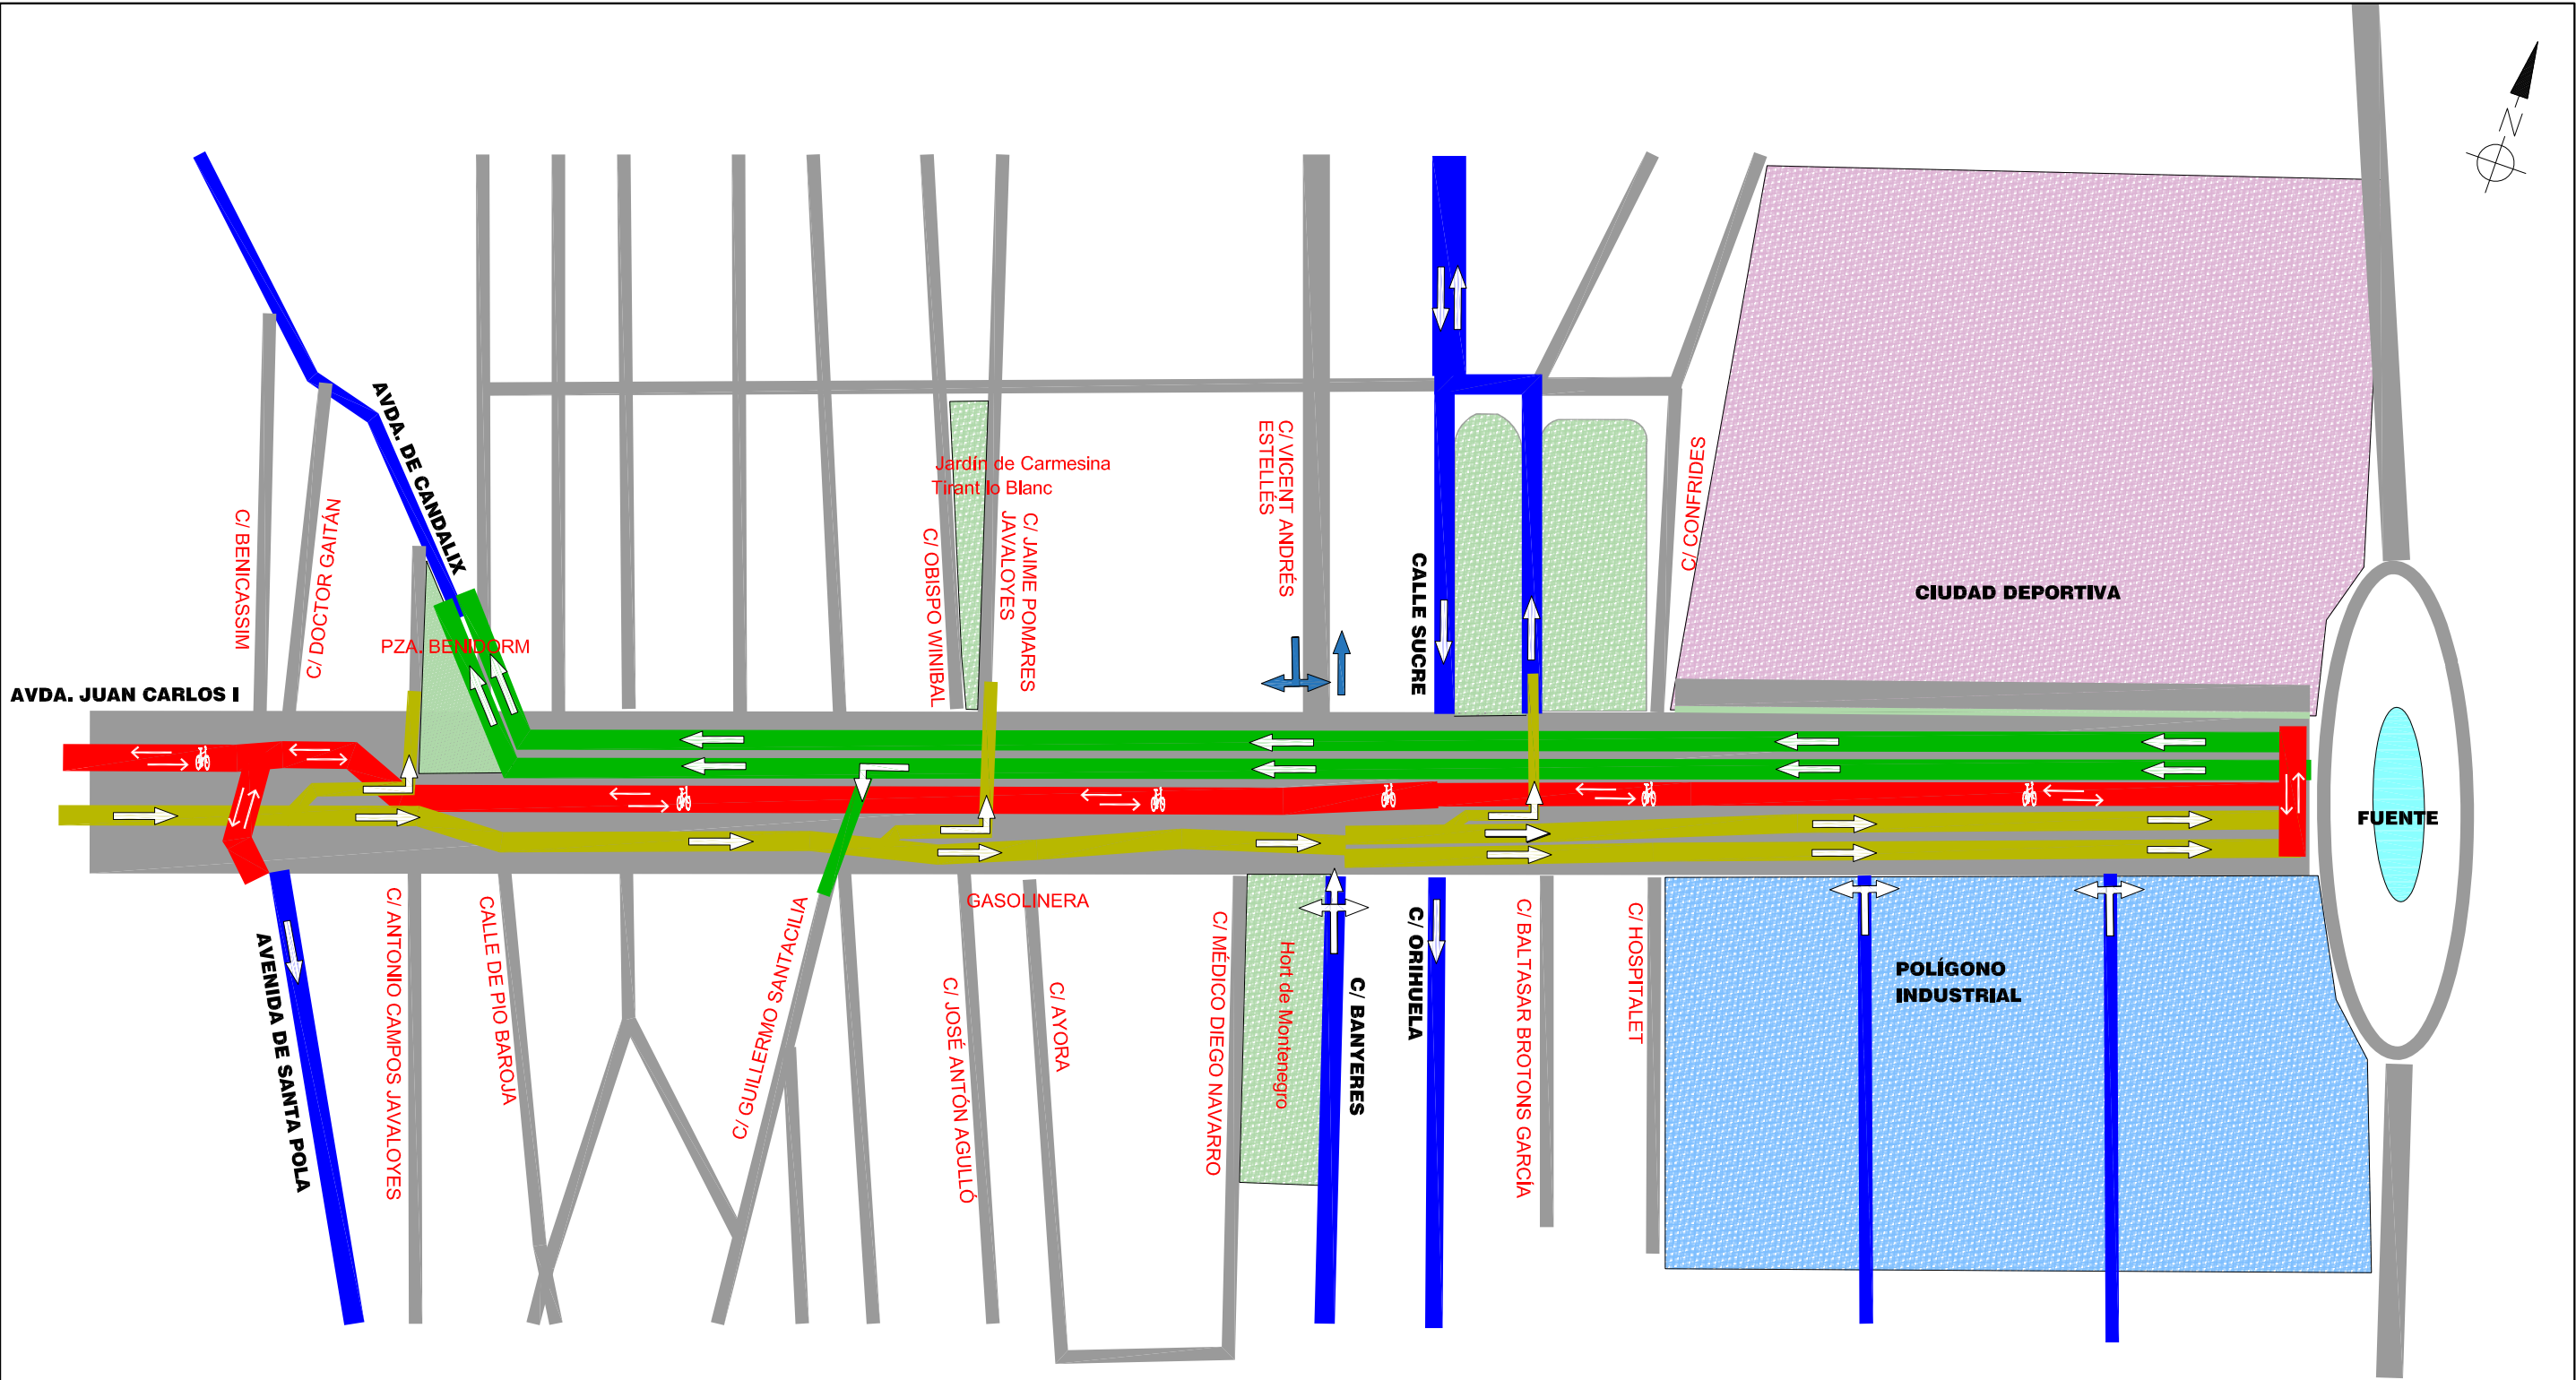 N
AVDA. DE CANDALIX
C/ BENICASSIM
C/ DOCTOR GAITÁN
PZA. BENIDORM
AVDA. JUAN CARLOS I
Jardín de Carmesina
Tirant lo Blanc
C/ OBISPO WINIBAL
C/ JAIME POMARES
JAVALOYES
C/ VICENT ANDRÉS
ESTELLÉS
CALLE SUCRE
C/ CONFRIDES
CIUDAD DEPORTIVA
FUENTE
AVENIDA DE SANTA POLA
C/ ANTONIO CAMPOS JAVALOYES
CALLE DE PIO BAROJA
C/ GUILLERMO SANTACILIA
GASOLINERA
C/ JOSÉ ANTÓN AGULLÓ
C/ AYORA
C/ MÉDICO DIEGO NAVARRO
Hort de Montenegro
C/ BANYERES
C/ ORIHUELA
C/ BALTASAR BROTONS GARCÍA
C/ HOSPITALET
POLÍGONO
INDUSTRIAL